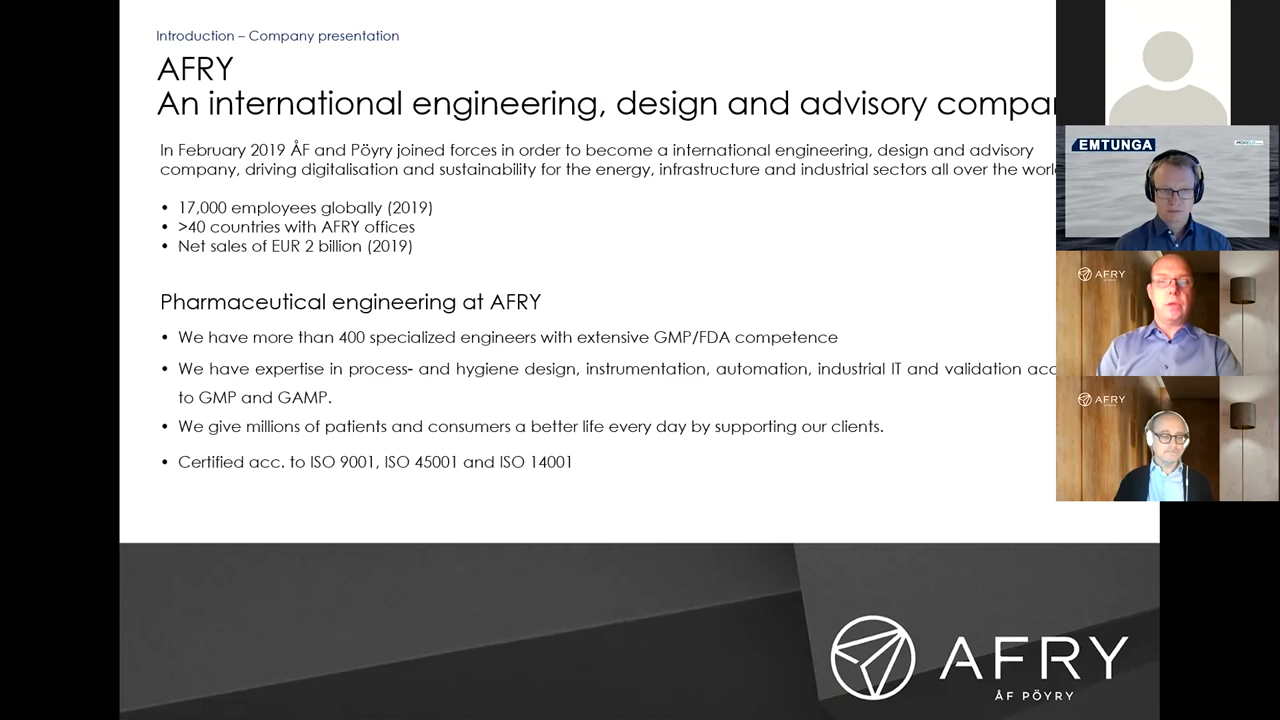 Introduction – Company presentation
AFRY
An international engineering, design and advisory
In February 2019 ÅF and Pöyry joined forces in order to become a international engineering, design and advisory
company, driving digitalisation and sustainability for the energy, infrastructure and industrial sectors all over the
• 17,000 employees globally (2019)
• >40 countries with AFRY offices
• Net sales of EUR 2 billion (2019)
Pharmaceutical engineering at AFRY
• We have more than 400 specialized engineers with extensive GMP/FDA competence
• We have expertise in process- and hygiene design, instrumentation, automation, industrial IT and validation
to GMP and GAMP.
• We give millions of patients and consumers a better life every day by supporting our clients.
• Certified acc. to ISO 9001, ISO 45001 and ISO 14001
EMTUNGA
AFRY
AFRY
AFRY
ÅF PÖYRY